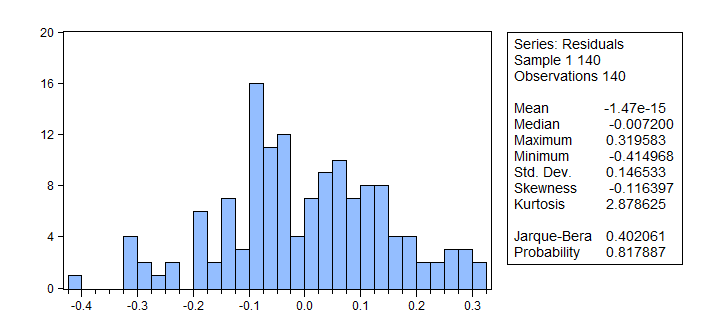 20
16
12
8
4
0
-0.4 -0.3 -0.2 -0.1 0.0 0.1 0.2 0.3
Series: Residuals
Sample 1 140
Observations 140
Mean -1.47e-15
Median -0.007200
Maximum 0.319583
Minimum -0.414968
Std. Dev. 0.146533
Skewness -0.116397
Kurtosis 2.878625
Jarque-Bera 0.402061
Probability 0.817887